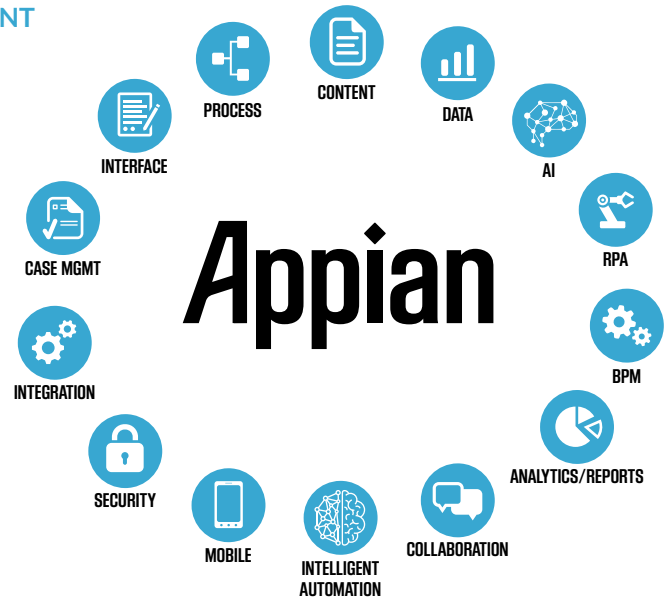 NT
CONTENT
PROCESS
DATA
INTERFACE
AI
CASE MGMT
RPA
Appian
INTEGRATION
BPM
SECURITY
ANALYTICS/REPORTS
MOBILE
COLLABORATION
INTELLIGENT
AUTOMATION